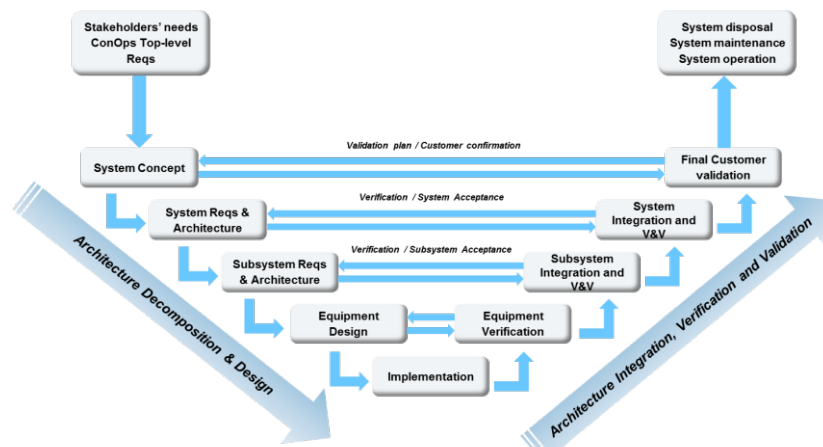 Stakeholders' needs
ConOps Top-level
Reqs
System disposal
System maintenance
System operation
Validation plan / Customer confirmation
System Concept
Final Customer
validation
Verification / System Acceptance
System Reqs &
Architecture
System
Integration and
V&V
Verification / Subsystem Acceptance
Subsystem Reqs
& Architecture
Subsystem
Integration and
V&V
Equipment
Design
Equipment
Verification
Implementation
Architecture Decomposition & Design
Architecture Integration, Verification and Validation